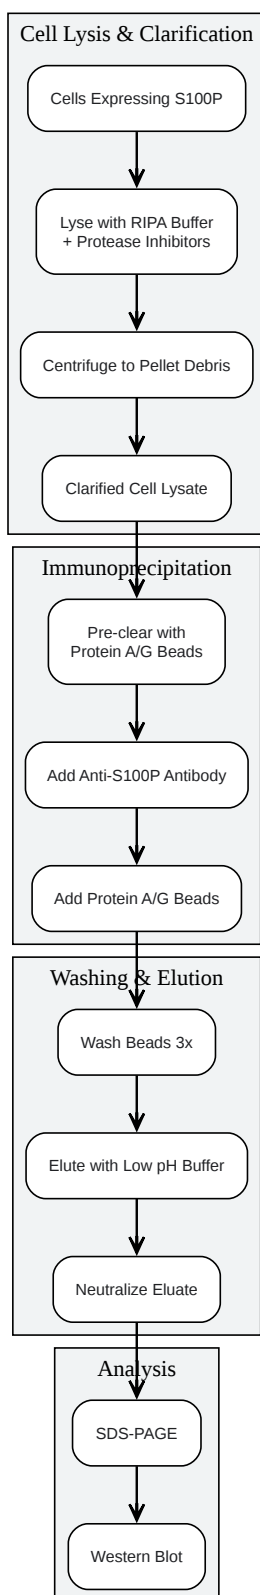 Cell Lysis & Clarification
Cells Expressing S100P
Lyse with RIPA Buffer
+ Protease Inhibitors
Centrifuge to Pellet Debris
Clarified Cell Lysate
Immunoprecipitation
Pre-clear with
Protein A/G Beads
Add Anti-S100P Antibody
Add Protein A/G Beads
Washing & Elution
Wash Beads 3x
Elute with Low pH Buffer
Neutralize Eluate
Analysis
SDS-PAGE
Western Blot